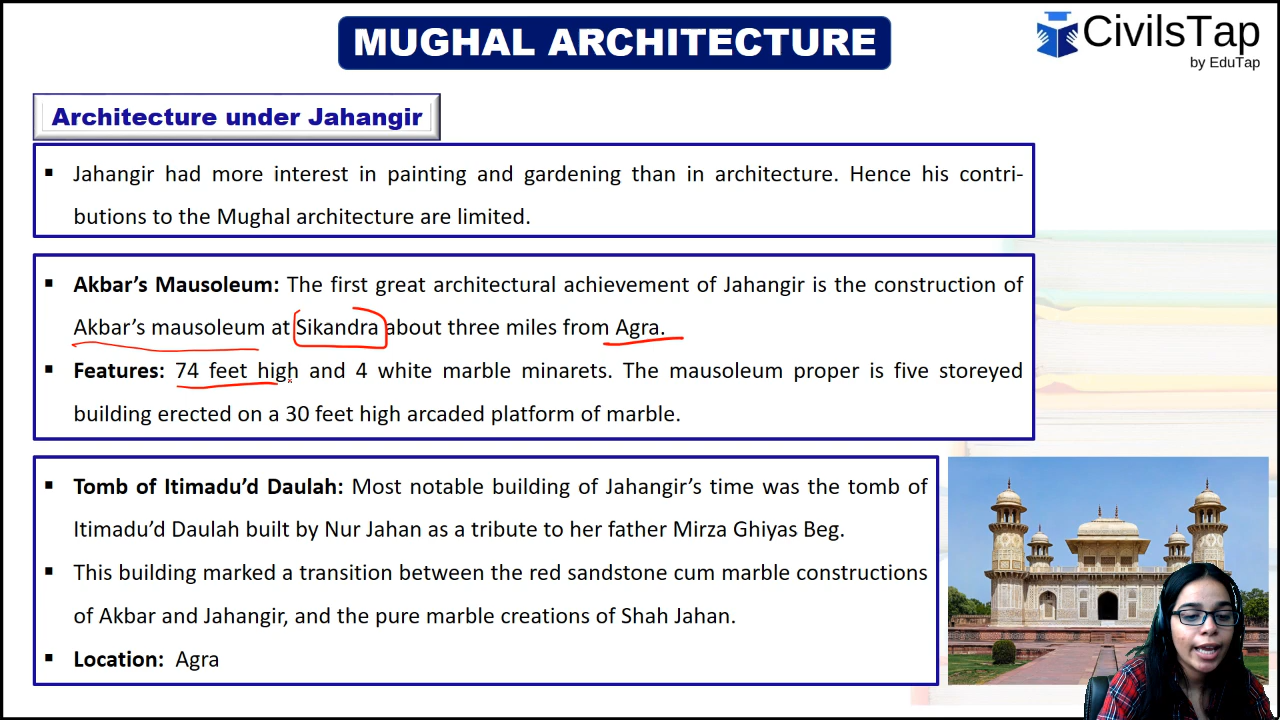 MUGHAL ARCHITECTURE
CivilsTap
by EduTap
Architecture under Jahangir
▪ Jahangir had more interest in painting and gardening than in architecture. Hence his contri-
butions to the Mughal architecture are limited.
▪ Akbar’s Mausoleum: The first great architectural achievement of Jahangir is the construction of
Akbar’s mausoleum at Sikandra about three miles from Agra.
▪ Features: 74 feet high and 4 white marble minarets. The mausoleum proper is five storeyed
building erected on a 30 feet high arcaded platform of marble.
▪ Tomb of Itimadu’d Daulah: Most notable building of Jahangir’s time was the tomb of
Itimadu’d Daulah built by Nur Jahan as a tribute to her father Mirza Ghiyas Beg.
▪ This building marked a transition between the red sandstone cum marble constructions
of Akbar and Jahangir, and the pure marble creations of Shah Jahan.
▪ Location: Agra